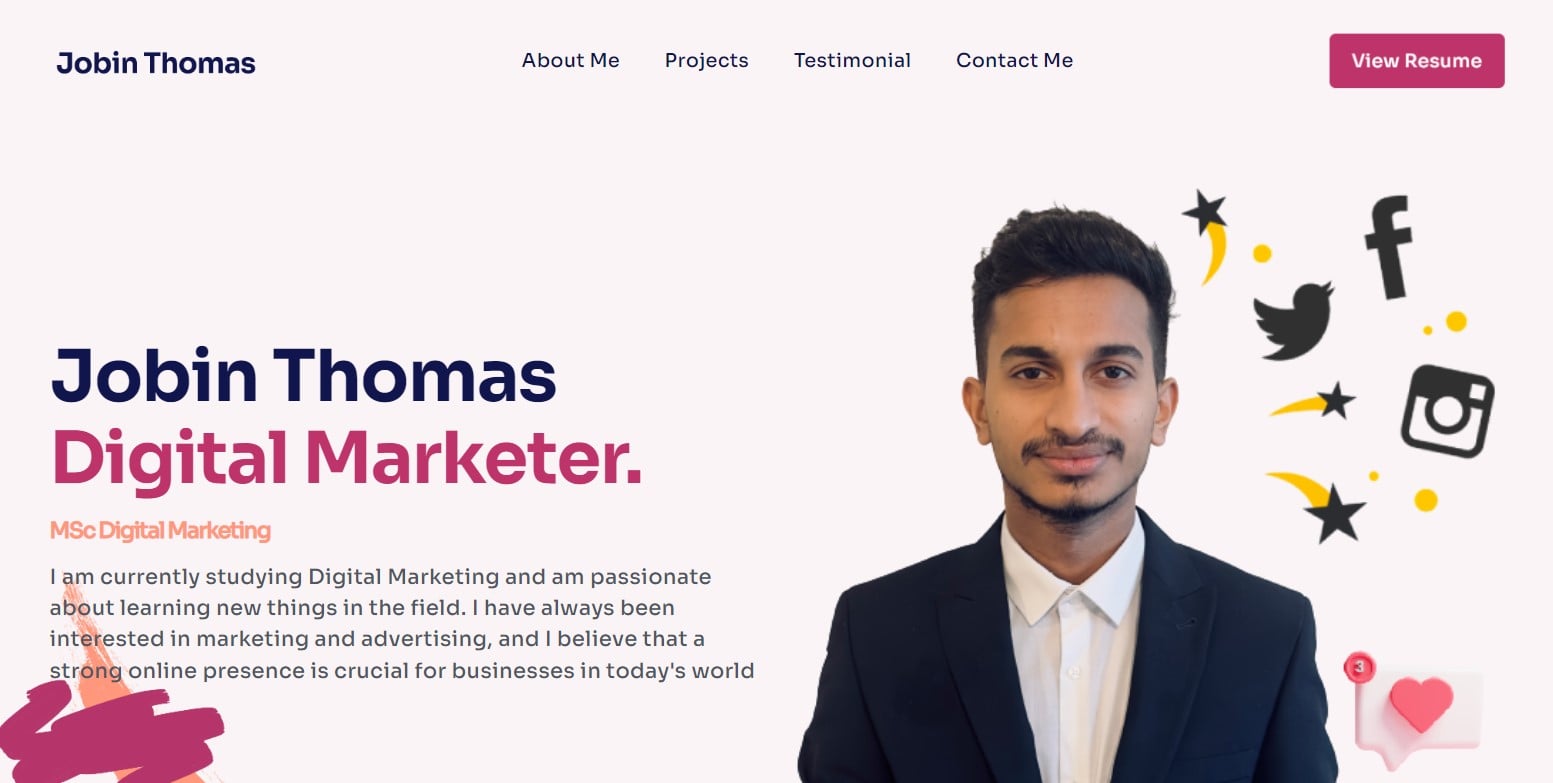 Jobin Thomas
About Me
Projects
Testimonial
Contact Me
View Resume
Jobin Thomas
Digital Marketer.
MSc Digital Marketing
I am currently studying Digital Marketing and am passionate
about learning new things in the field. I have always been
interested in marketing and advertising, and I believe that a
strong online presence is crucial for businesses in today's world
3